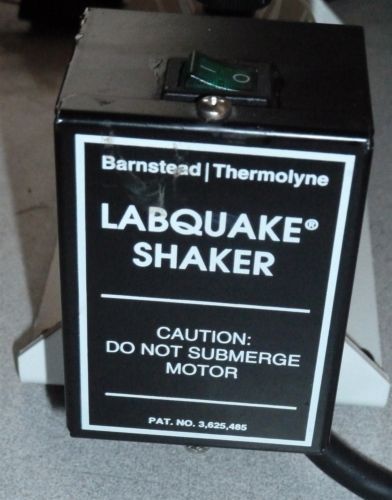 Barnstead | Thermolyne
LABQUAKE®
SHAKER
CAUTION:
DO NOT SUBMERGE
MOTOR
PAT. NO. 3,625,485